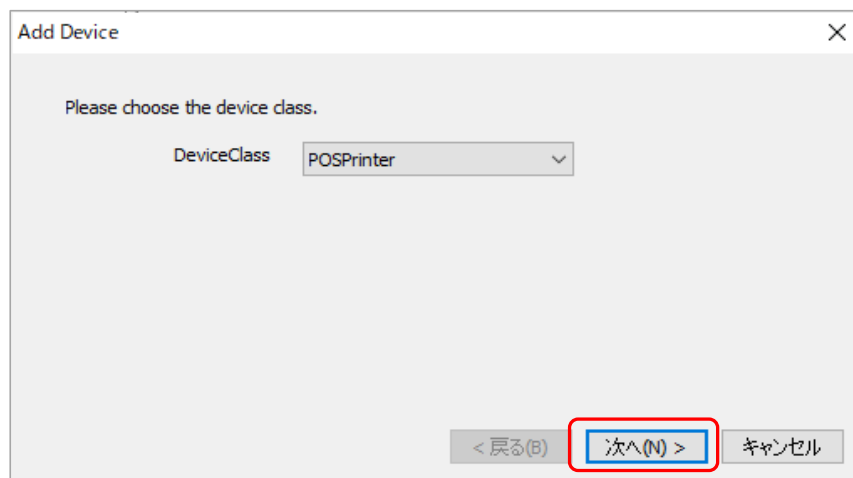 Add Device
Please choose the device class.
DeviceClass POSPrinter
< 戻る(B) 次へ(N) > キャンセル